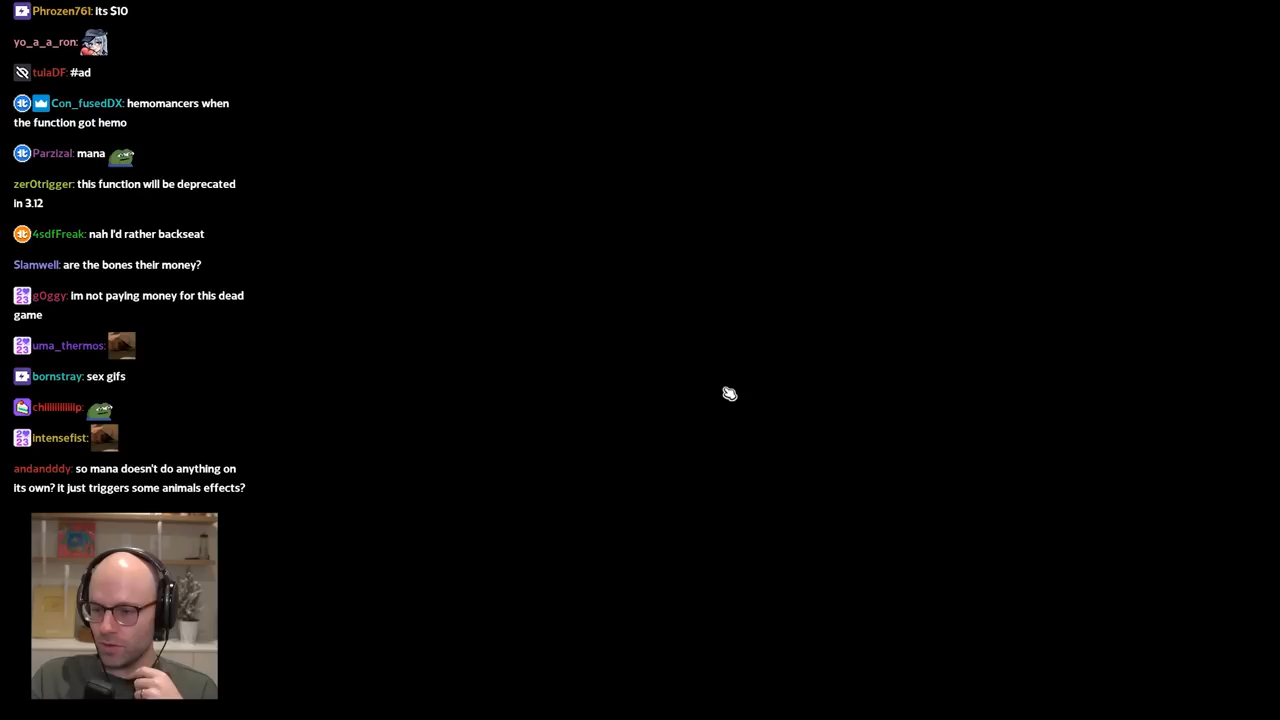 Phrozen761: its $10
yo_a_a_ron:
tulaDF: #ad
Con_fusedDX: hemomancers when
the function got hemo
Parzizal: mana
zer0trigger: this function will be deprecated
in 3.12
4sdfFreak: nah I'd rather backseat
Slamwell: are the bones their money?
g0ggy: im not paying money for this dead
game
uma_thermos:
bornstray: sex gifs
Intensefist:
andandddy: so mana doesn't do anything on
its own? it just triggers some animals effects?